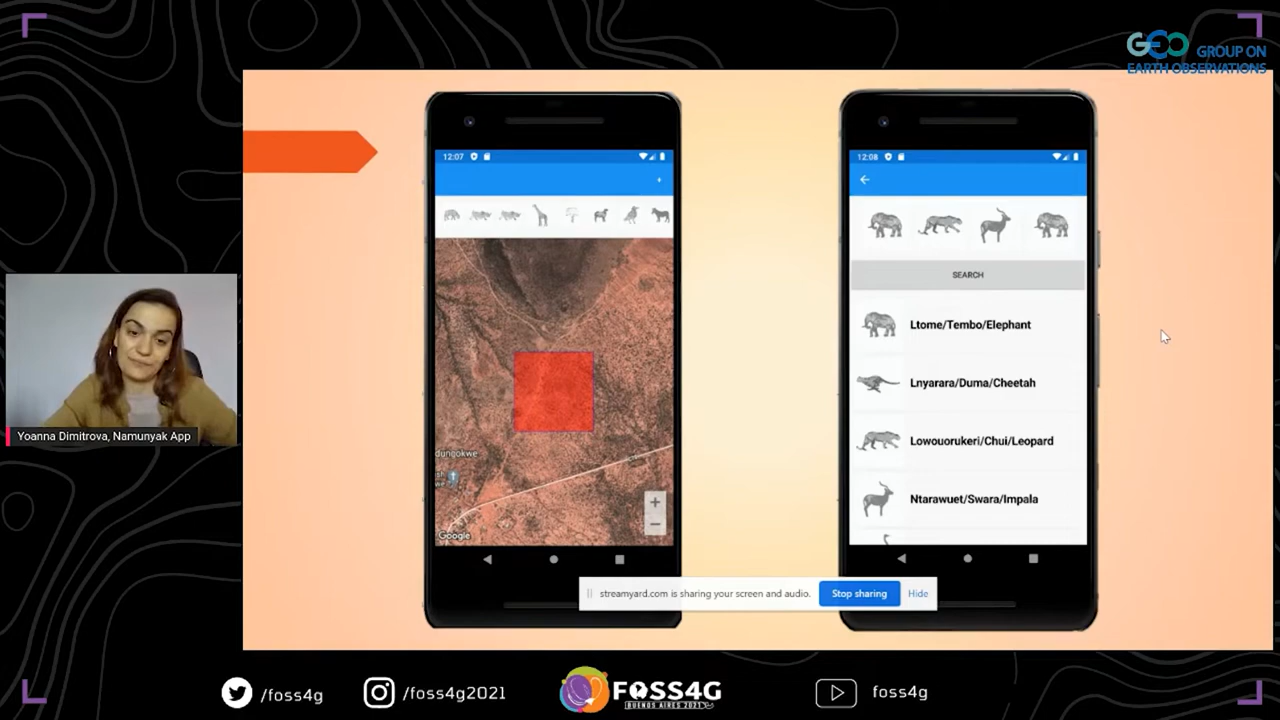 GEO GROUP ON
EARTH OBSERVATIONS
12:07
+
dungokwe
Google
+
−
12:08
SEARCH
Ltome/Tembo/Elephant
Lnyarara/Duma/Cheetah
Lowouorukeri/Chui/Leopard
Ntarawuet/Swara/Impala
Yoanna Dimitrova, Namunyak App
streamyard.com is sharing your screen and audio.
Stop sharing
Hide
/foss4g
/foss4g2021
FOSS4G
BUENOS AIRES 2021
foss4g